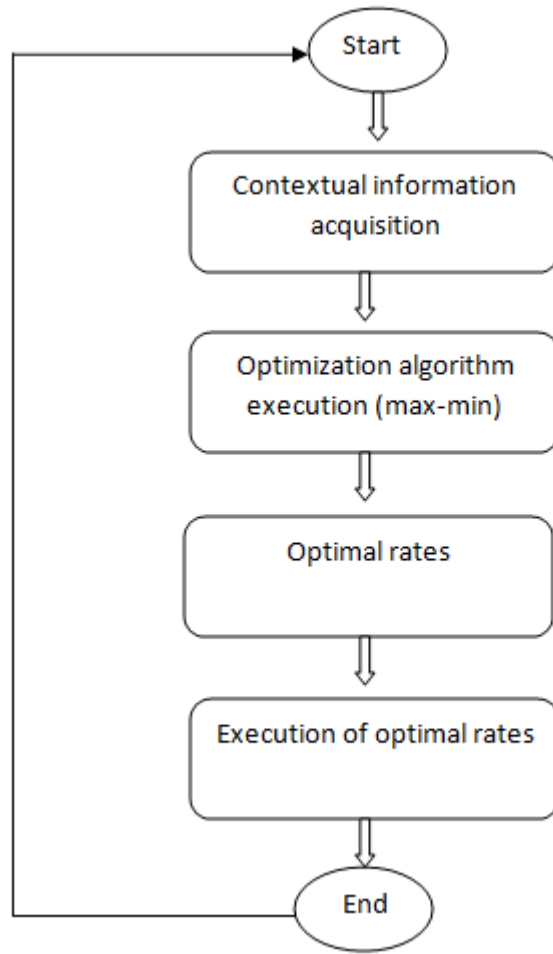 Start
Contextual information
acquisition
Optimization algorithm
execution (max-min)
Optimal rates
Execution of optimal rates
End